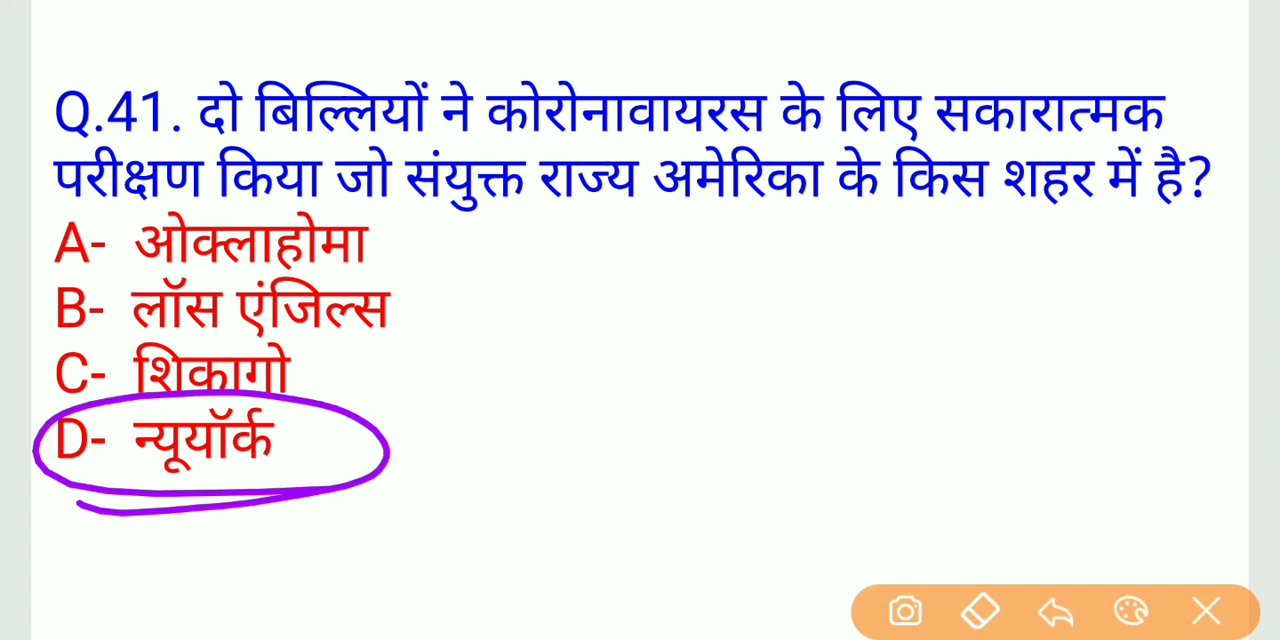 Q.41. दो बिल्लियों ने कोरोनावायरस के लिए सकारात्मक
परीक्षण किया जो संयुक्त राज्य अमेरिका के किस शहर में है?
A- ओक्लाहोमा
B- लॉस एंजिल्स
C- शिकागो
D- न्यूयॉर्क